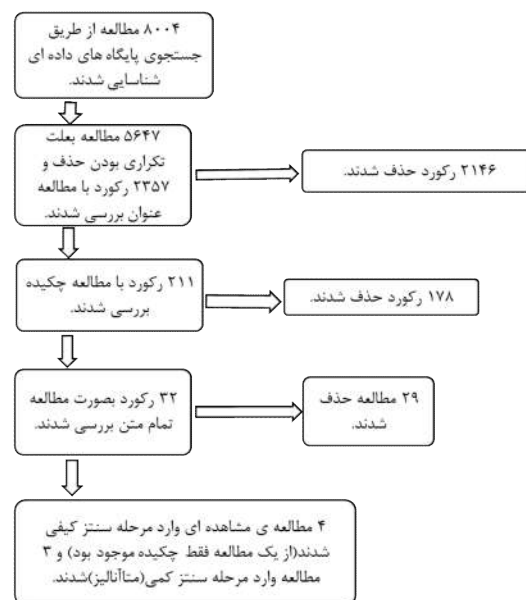 ۸۰۰۴ مطالعه از طریق
جستجوی پایگاه های داده ای
شناسایی شدند.
۵۶۴۷ مطالعه بعلت
تکراری بودن حذف و
۲۳۵۷ رکورد با مطالعه
عنوان بررسی شدند.
۲۱۴۶ رکورد حذف شدند.
۲۱۱ رکورد با مطالعه چکیده
بررسی شدند.
۱۷۸ رکورد حذف شدند.
۳۲ رکورد بصورت مطالعه
تمام متن بررسی شدند.
۲۹ مطالعه حذف
شدند.
۴ مطالعه ی مشاهده ای وارد مرحله سنتز کیفی
شدند(از یک مطالعه فقط چکیده موجود بود) و ۳
مطالعه وارد مرحله سنتز کمی(متاآنالیز)شدند.